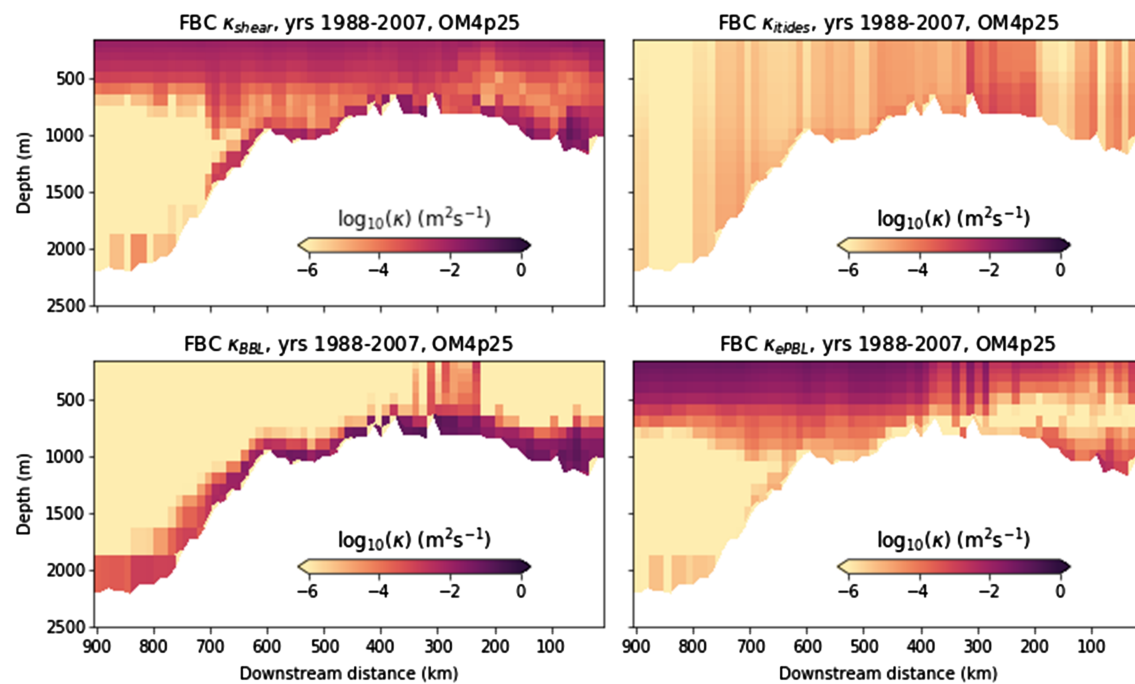 FBC κshear, yrs 1988-2007, OM4p25
FBC κitides, yrs 1988-2007, OM4p25
Depth (m)
500
1000
1500
2000
2500
log10(κ) (m²s⁻¹)
−6 −4 −2 0
log10(κ) (m²s⁻¹)
−6 −4 −2 0
FBC κBBL, yrs 1988-2007, OM4p25
FBC κePBL, yrs 1988-2007, OM4p25
Depth (m)
500
1000
1500
2000
2500
log10(κ) (m²s⁻¹)
−6 −4 −2 0
log10(κ) (m²s⁻¹)
−6 −4 −2 0
900 800 700 600 500 400 300 200 100
900 800 700 600 500 400 300 200 100
Downstream distance (km)
Downstream distance (km)